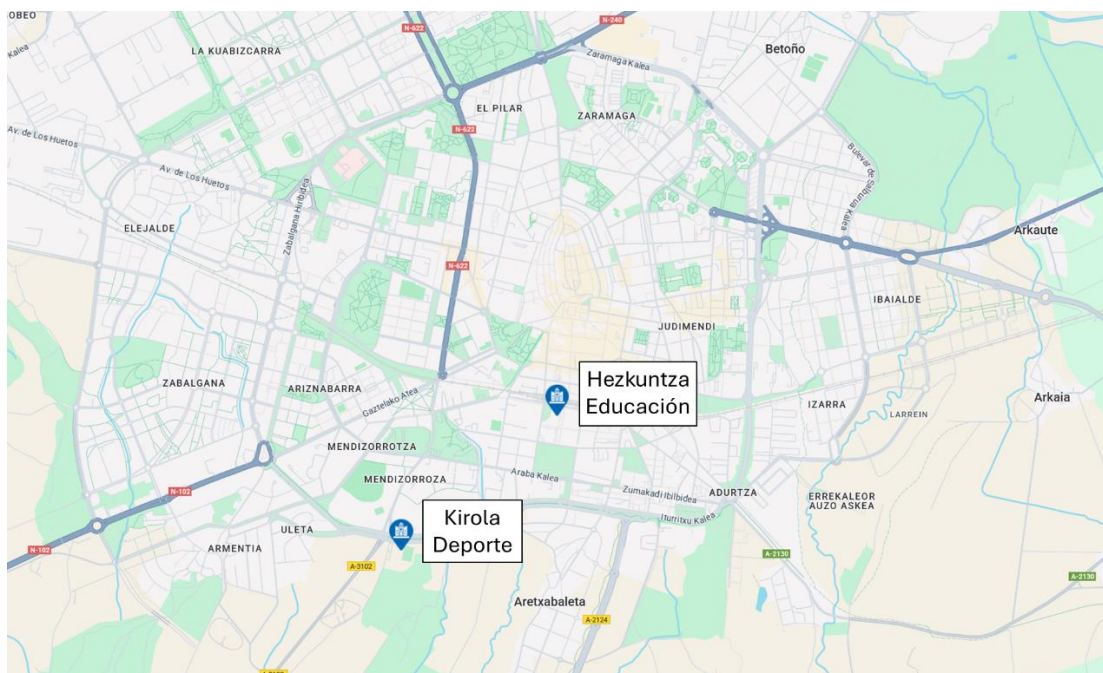 OBEO
Kalea
LA KUABIZCARRA
N-622
N-240
Zaramaga Kalea
Betoño
EL PILAR
ZARAMAGA
Av. de Los Huetos
N-622
Av. de Los Huetos
Bulevar de Salburua Kalea
ELEJALDE
Zabalgana Hiribidea
Arkaute
N-622
IBAIALDE
JUDIMENDI
ZABALGANA
ARIZNABARRA
Gaztelako Atea
Hezkuntza
Educación
IZARRA
LARREIN
Arkaia
MENDIZORROTZA
Araba Kalea
MENDIZORROZA
Zumakadi Ibilbidea
ADURTZA
ERREKALEOR
AUZO ASKEA
N-102
Kirola
Deporte
Iturritxu Kalea
ULETA
ARMENTIA
N-102
A-3102
A-2130
A-2130
Aretxabaleta
A-2124